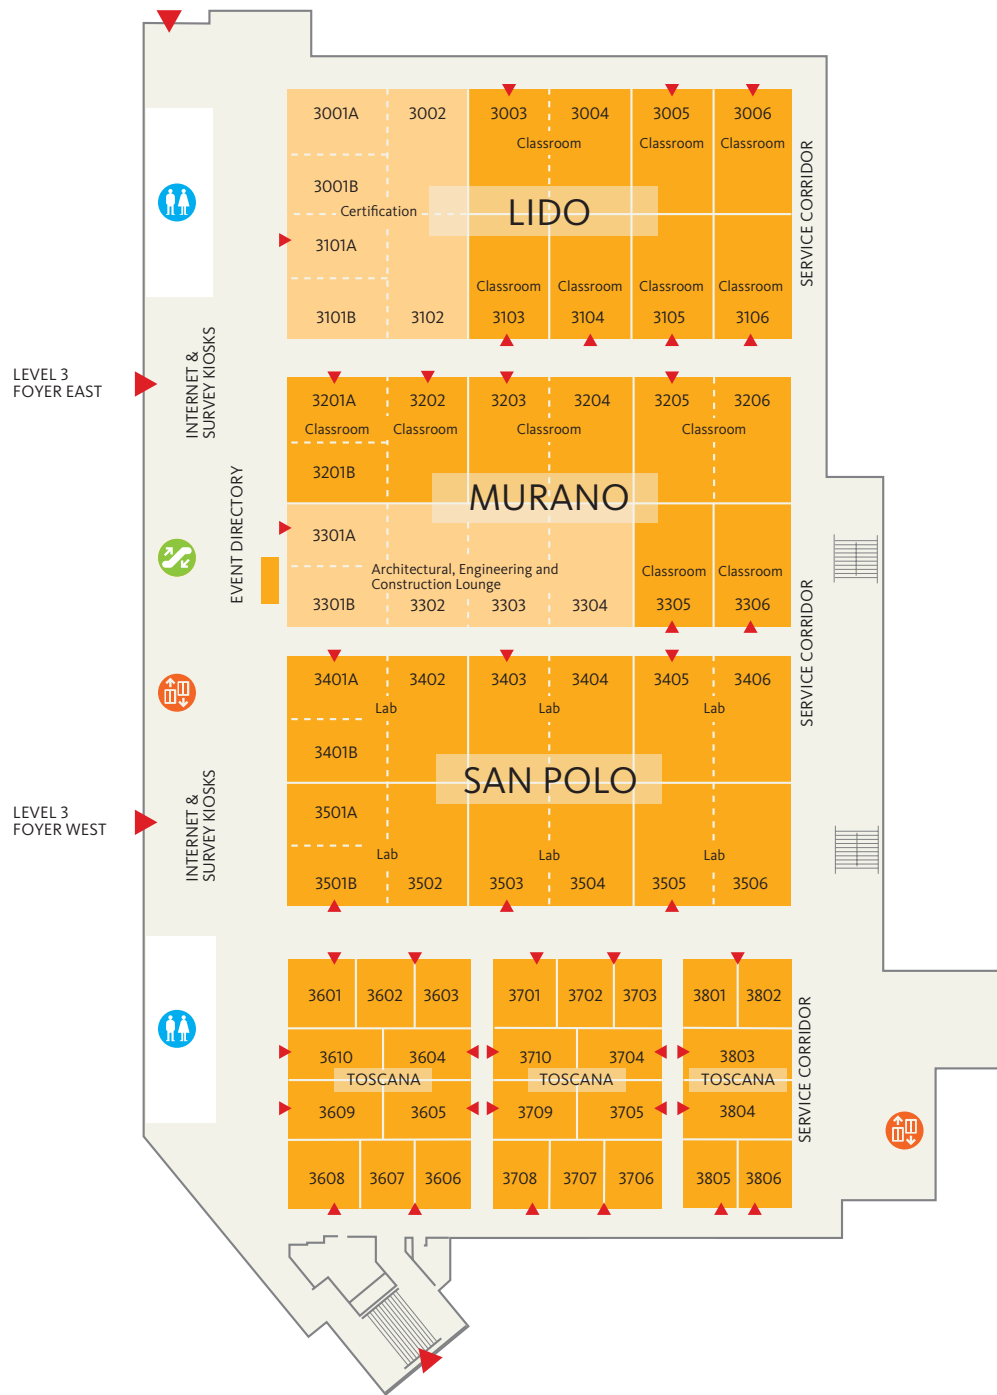 3001A 3002 3003 3004 3005 3006
Classroom Classroom Classroom
3001B
LIDO
Certification
3101A
Classroom Classroom Classroom Classroom
3101B 3102 3103 3104 3105 3106
SERVICE CORRIDOR
LEVEL 3
FOYER EAST
INTERNET &
SURVEY KIOSKS
3201A 3202 3203 3204 3205 3206
Classroom Classroom Classroom Classroom
3201B
MURANO
EVENT DIRECTORY
3301A
Architectural, Engineering and
Construction Lounge
Classroom Classroom
3301B 3302 3303 3304 3305 3306
SERVICE CORRIDOR
3401A 3402 3403 3404 3405 3406
Lab Lab Lab
3401B
SAN POLO
LEVEL 3
FOYER WEST
INTERNET &
SURVEY KIOSKS
3501A
Lab Lab Lab
3501B 3502 3503 3504 3505 3506
3601 3602 3603 3701 3702 3703 3801 3802
3610 3604 3710 3704 3803
TOSCANA TOSCANA TOSCANA
3609 3605 3709 3705 3804
3608 3607 3606 3708 3707 3706 3805 3806
SERVICE CORRIDOR